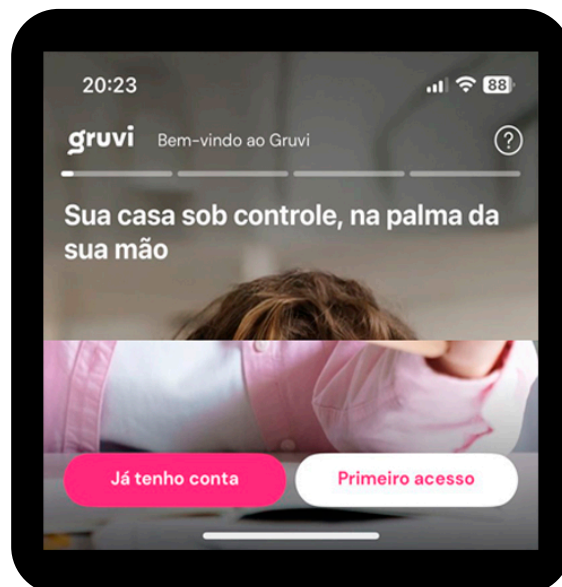 20:23
88
gruvi
Bem-vindo ao Gruvi
?
Sua casa sob controle, na palma da
sua mão
Já tenho conta
Primeiro acesso